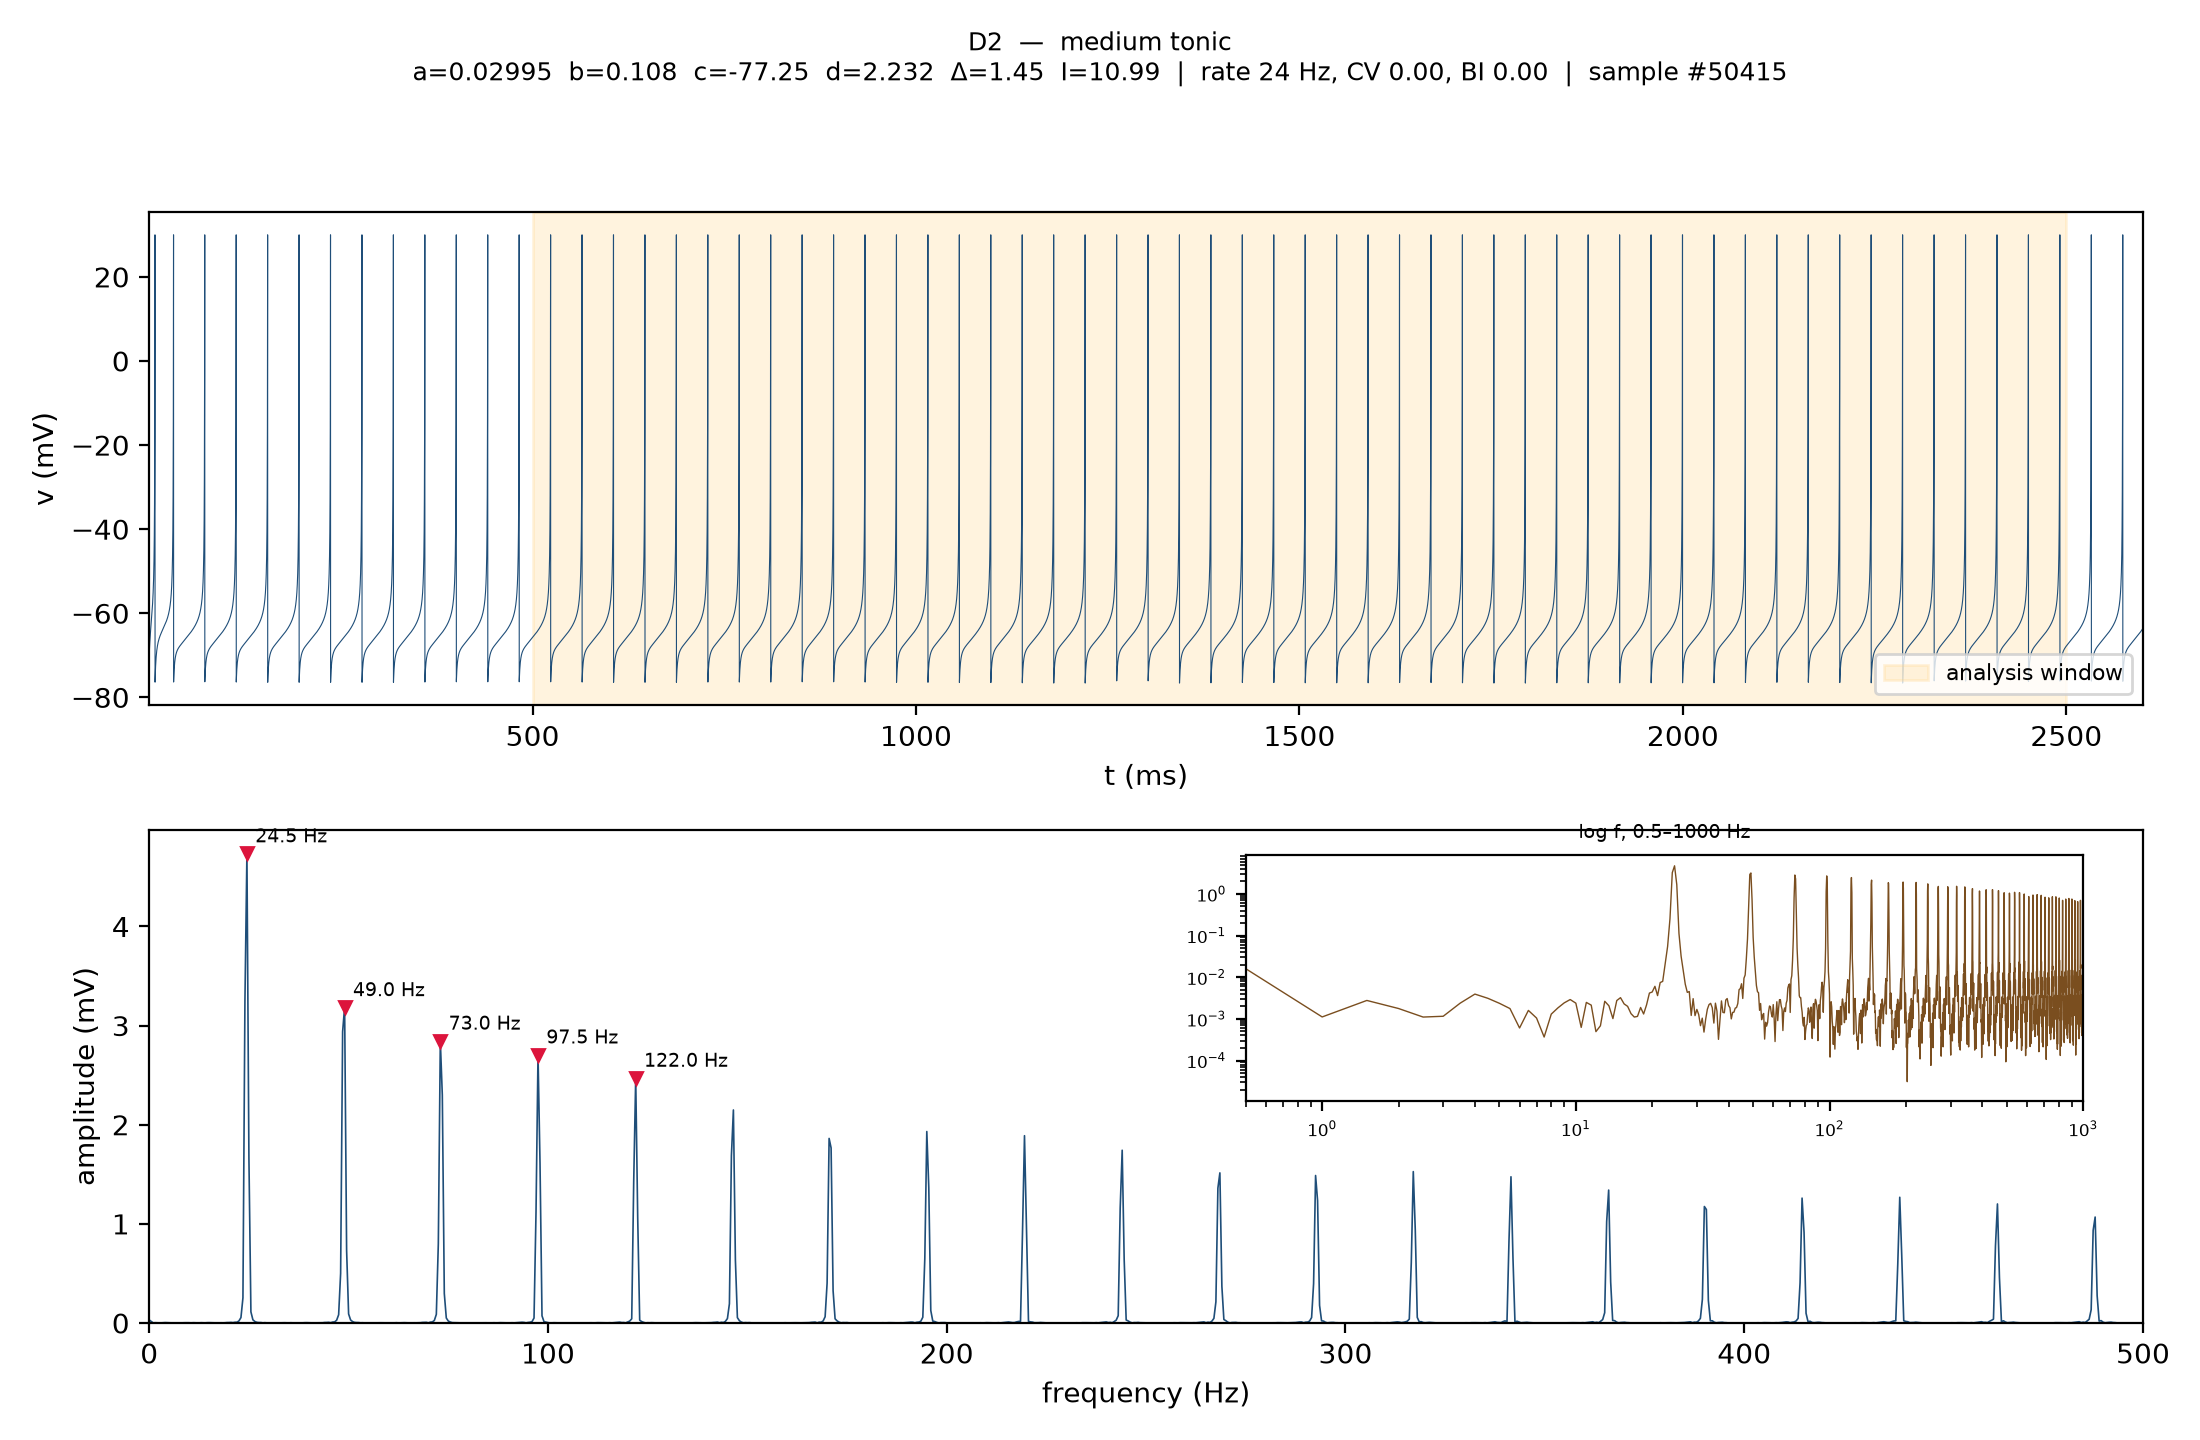 D2 — medium tonic
a=0.02995 b=0.108 c=-77.25 d=2.232 Δ=1.45 I=10.99 | rate 24 Hz, CV 0.00, BI 0.00 | sample #50415
20
0
−20
−40
−60
−80
v (mV)
analysis window
500
1000
1500
2000
2500
t (ms)
24.5 Hz
49.0 Hz
73.0 Hz
97.5 Hz
122.0 Hz
log f, 0.5–1000 Hz
10⁰
10⁻¹
10⁻²
10⁻³
10⁻⁴
10⁰
10¹
10²
10³
4
3
2
1
0
amplitude (mV)
0
100
200
300
400
500
frequency (Hz)